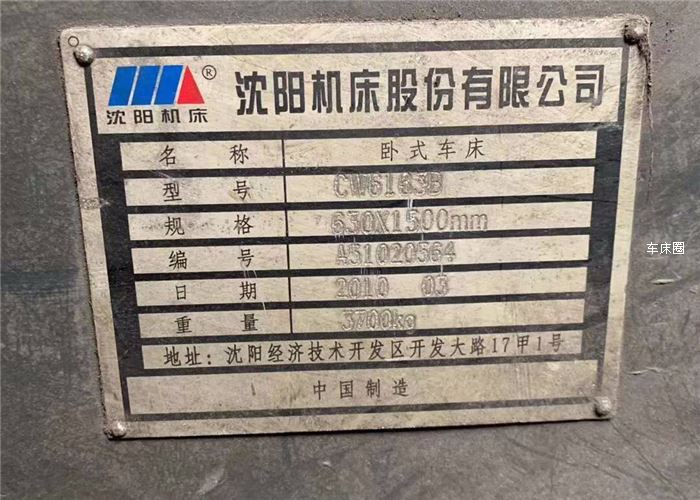 沈阳机床®
沈阳机床股份有限公司
名 称 卧式车床
型 号 CW6163B
规 格 630X1500mm
编 号 A51020564
日 期 2010 03
重 量 3700kg
地址:沈阳经济技术开发区开发大路17甲1号
中国制造
车床圈